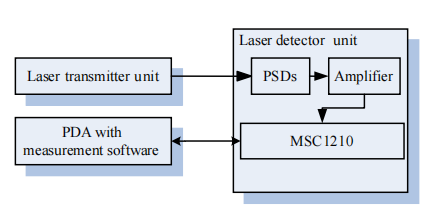 Laser detector unit
Laser transmitter unit
PSDs
Amplifier
PDA with
measurement software
MSC1210